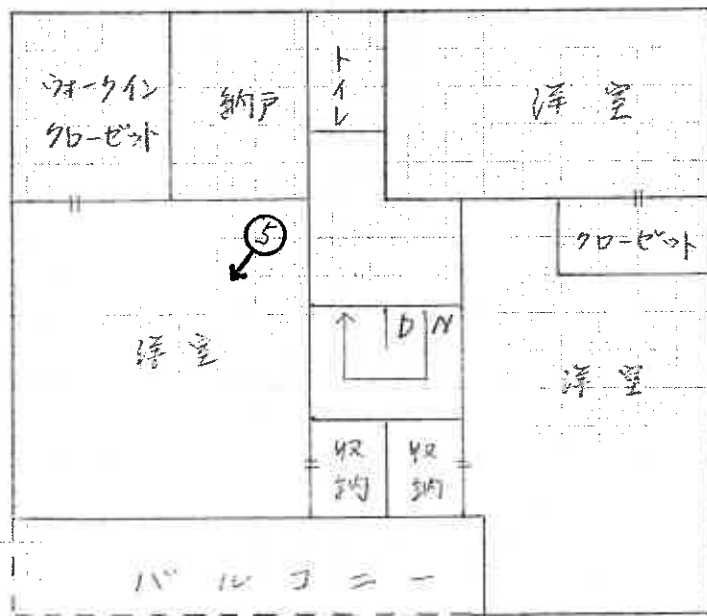 ウォークイン
クローゼット
納戸
トイレ
洋室
クローゼット
⑤
洋室
DN
洋室
収納
収納
バルコニー